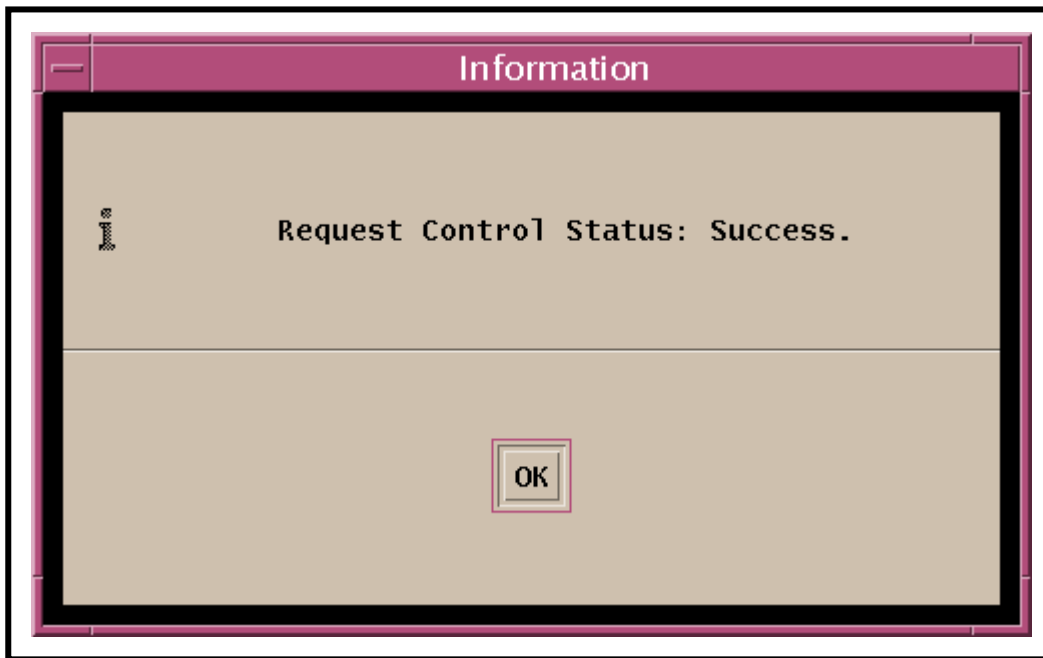 Information
i
Request Control Status: Success.
OK